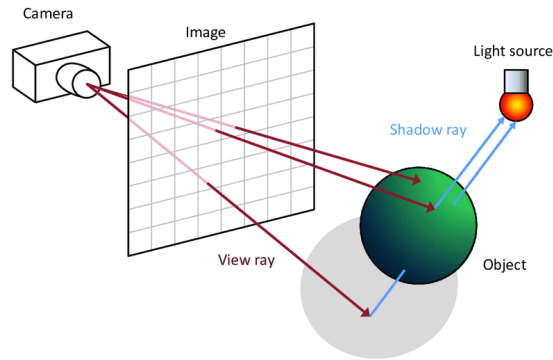 Camera
Image
Light source
Shadow ray
View ray
Object